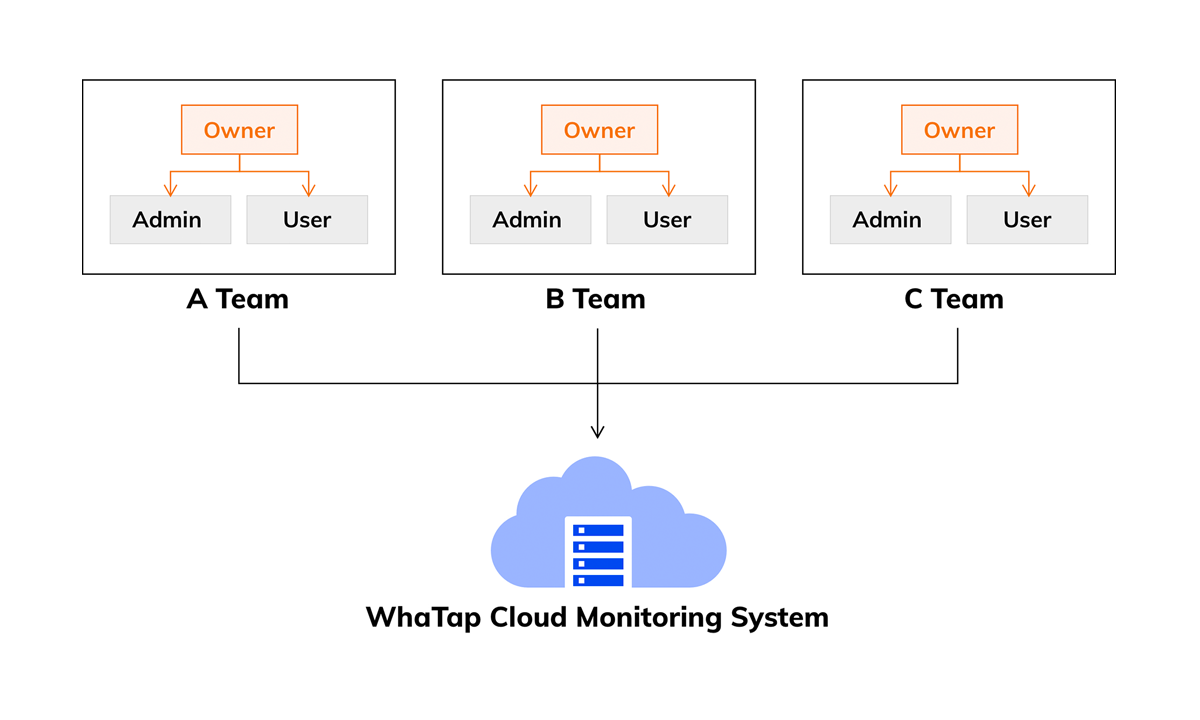 Owner
Admin
User
A Team
Owner
Admin
User
B Team
Owner
Admin
User
C Team
WhaTap Cloud Monitoring System